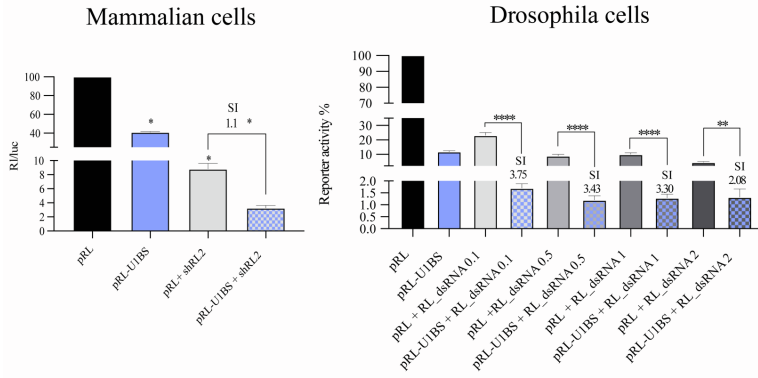 Mammalian cells
Drosophila cells
RI/luc
100
80
60
40
10
8
6
4
2
0
*
*
SI
1.1 *
pRL
pRL-U1BS
pRL+ shRL2
pRL-U1BS + shRL2
Reporter activity %
100
90
80
70
30
20
10
2.0
1.5
1.0
0.5
0.0
****
****
****
**
SI
3.75
SI
3.43
SI
3.30
SI
2.08
pRL
pRL-U1BS
pRL + RL_dsRNA 0.1
pRL-U1BS + RL_dsRNA 0.1
pRL +RL_dsRNA 0.5
pRL-U1BS + RL_dsRNA 0.5
pRL + RL_dsRNA 1
pRL-U1BS + RL_dsRNA 1
pRL + RL_dsRNA 2
pRL-U1BS + RL_dsRNA 2